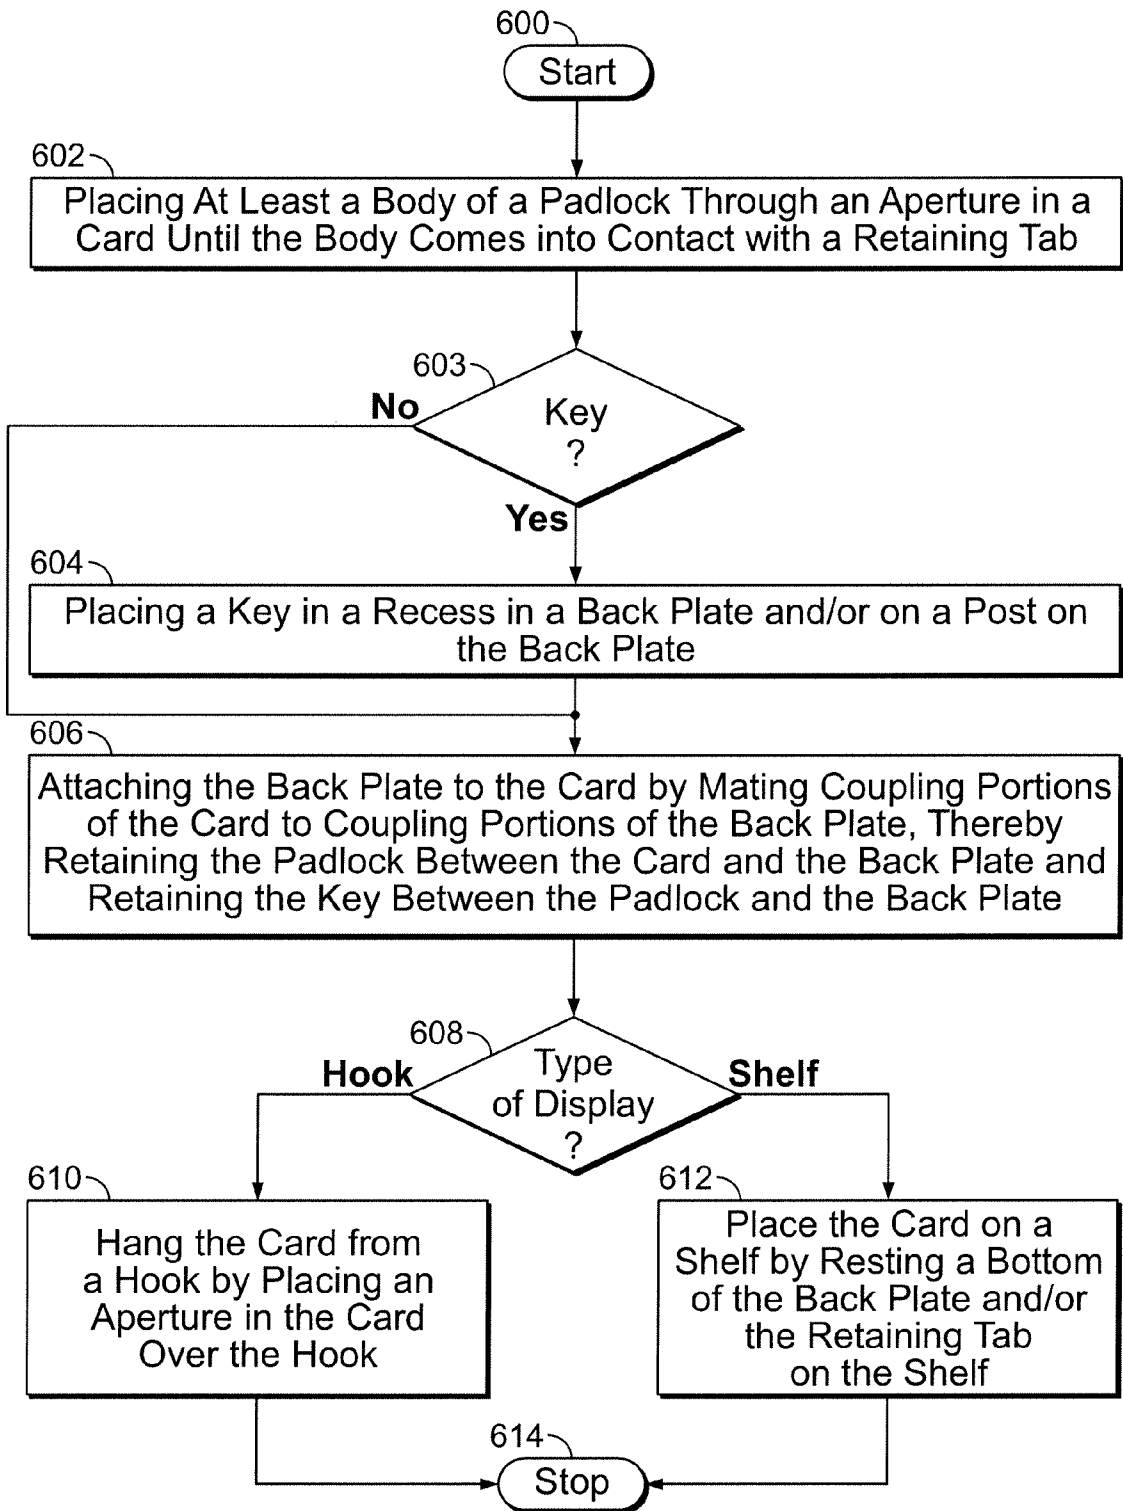 600
Start
602
Placing At Least a Body of a Padlock Through an Aperture in a
Card Until the Body Comes into Contact with a Retaining Tab
603
No
Key
?
Yes
604
Placing a Key in a Recess in a Back Plate and/or on a Post on
the Back Plate
606
Attaching the Back Plate to the Card by Mating Coupling Portions
of the Card to Coupling Portions of the Back Plate, Thereby
Retaining the Padlock Between the Card and the Back Plate and
Retaining the Key Between the Padlock and the Back Plate
608
Hook
Type
of Display
?
Shelf
610
Hang the Card from
a Hook by Placing an
Aperture in the Card
Over the Hook
612
Place the Card on a
Shelf by Resting a Bottom
of the Back Plate and/or
the Retaining Tab
on the Shelf
614
Stop